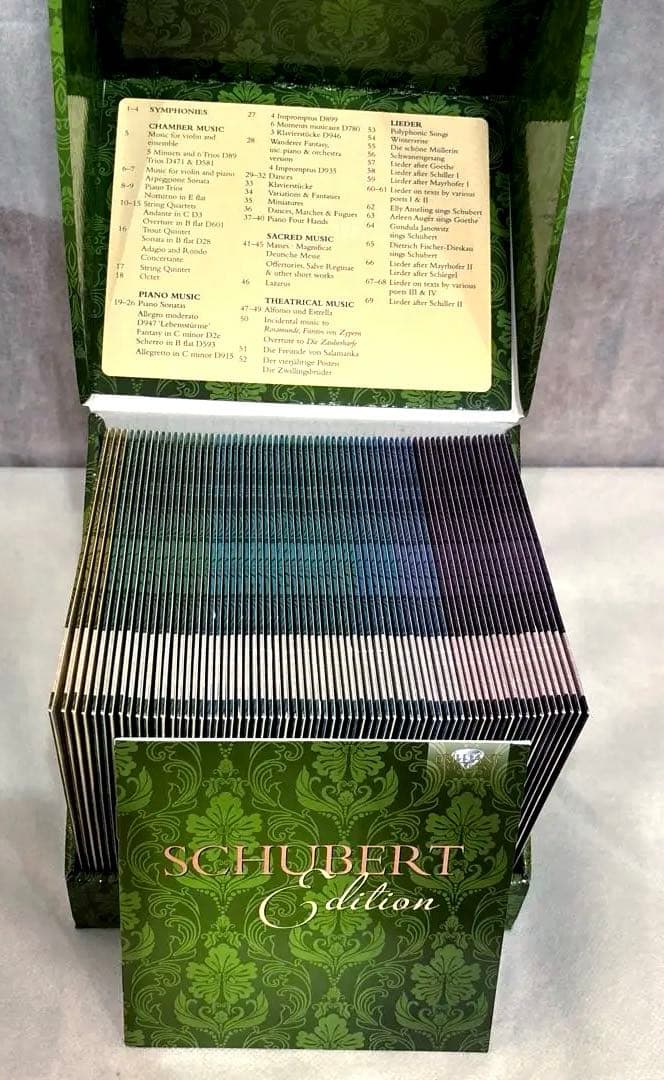 1–4 SYMPHONIES
CHAMBER MUSIC
5 Music for violin and
ensemble
5 Minuets and 6 Trios D89
Trios D471 & D581
6–7 Music for violin and piano
Arpeggione Sonata
8–9 Piano Trios
Notturno in E flat
10–15 String Quartets
Andante in C D3
Overture in B flat D601
16 Trout Quintet
Sonata in B flat D28
Adagio and Rondo
Concertante
17 String Quintet
18 Octet
PIANO MUSIC
19–26 Piano Sonatas
Allegro moderato
D947 'Lebensstürme'
Fantasy in C minor D2e
Scherzo in B flat D593
Allegretto in C minor D915
27 4 Impromptus D899
6 Moments musicaux D780
3 Klavierstücke D946
28 Wanderer Fantasy,
inc. piano & orchestra
version
4 Impromptus D935
29–32 Dances
33 Klavierstücke
34 Variations & Fantasies
35 Miniatures
36 Dances, Marches & Fugues
37–40 Piano Four Hands
SACRED MUSIC
41–45 Masses · Magnificat
Deutsche Messe
Offertories, Salve Reginae
& other short works
46 Lazarus
THEATRICAL MUSIC
47–49 Alfonso und Estrella
50 Incidental music to
Rosamunde, Fürstin von Zypern
Overture to Die Zauberharfe
51 Die Freunde von Salamanka
52 Der vierjährige Posten
Die Zwillingsbrüder
LIEDER
53 Polyphonic Songs
54 Winterreise
55 Die schöne Müllerin
56 Schwanengesang
57 Lieder after Goethe
58 Lieder after Schiller I
59 Lieder after Mayrhofer I
60–61 Lieder on texts by various
poets I & II
62 Elly Ameling sings Schubert
63 Arleen Auger sings Goethe
64 Gundula Janowitz
sings Schubert
65 Dietrich Fischer-Dieskau
sings Schubert
66 Lieder after Mayrhofer II
Lieder after Schlegel
67–68 Lieder on texts by various
poets III & IV
69 Lieder after Schiller II
SCHUBERT
Edition